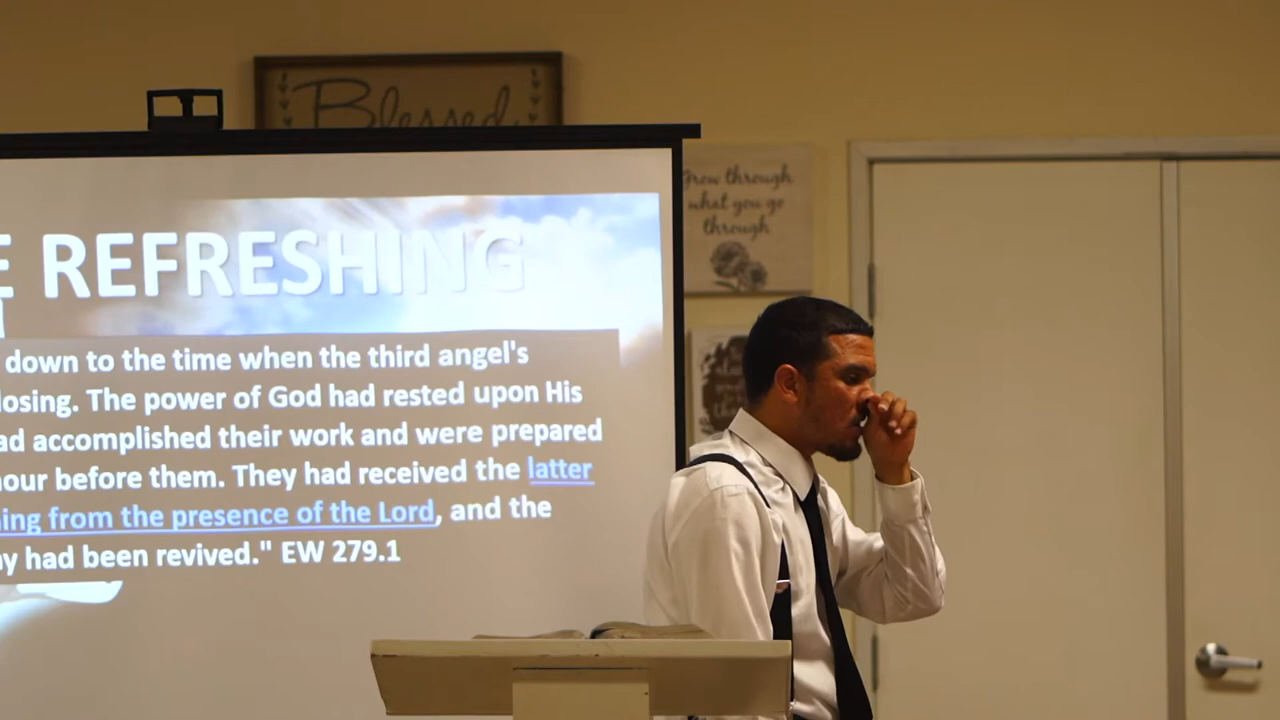 Blessed
Grow through
what you go
through
E REFRESHING
down to the time when the third angel's
losing. The power of God had rested upon His
ad accomplished their work and were prepared
hour before them. They had received the latter
ing from the presence of the Lord, and the
y had been revived." EW 279.1